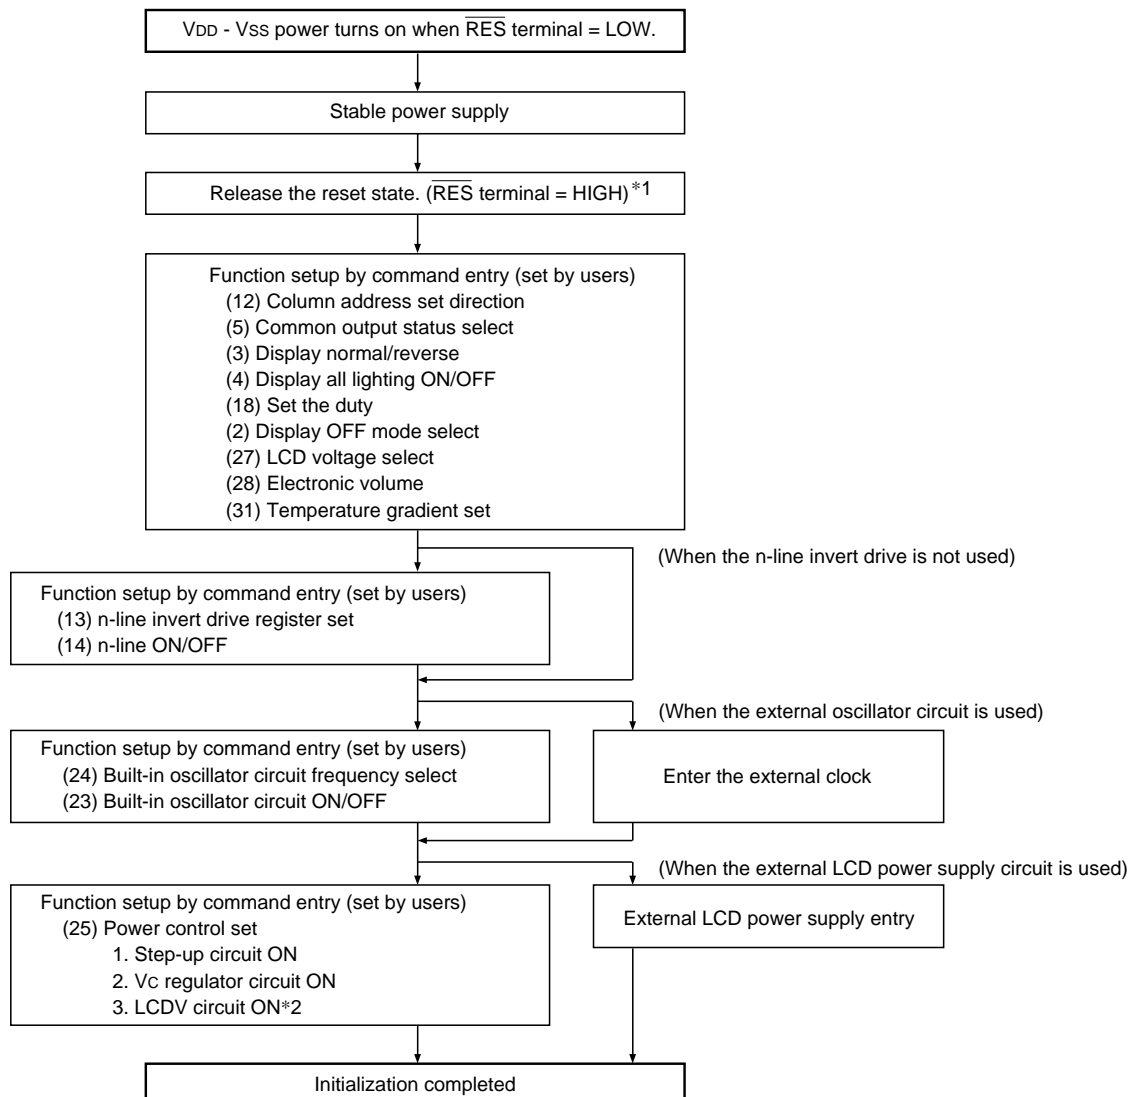 VDD - VSS power turns on when RES terminal = LOW.
Stable power supply
Release the reset state. (RES terminal = HIGH)*1
Function setup by command entry (set by users)
(12) Column address set direction
(5) Common output status select
(3) Display normal/reverse
(4) Display all lighting ON/OFF
(18) Set the duty
(2) Display OFF mode select
(27) LCD voltage select
(28) Electronic volume
(31) Temperature gradient set
(When the n-line invert drive is not used)
Function setup by command entry (set by users)
(13) n-line invert drive register set
(14) n-line ON/OFF
(When the external oscillator circuit is used)
Function setup by command entry (set by users)
(24) Built-in oscillator circuit frequency select
(23) Built-in oscillator circuit ON/OFF
Enter the external clock
(When the external LCD power supply circuit is used)
Function setup by command entry (set by users)
(25) Power control set
1. Step-up circuit ON
2. VC regulator circuit ON
3. LCDV circuit ON*2
External LCD power supply entry
Initialization completed